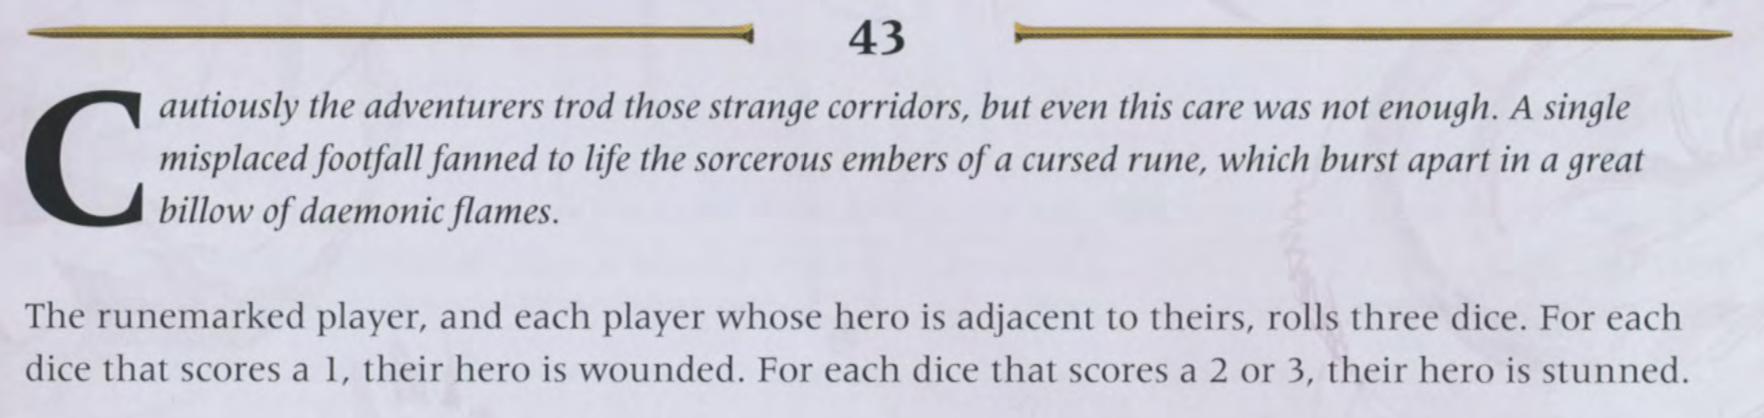 43
Cautiously the adventurers trod those strange corridors, but even this care was not enough. A single
misplaced footfall fanned to life the sorcerous embers of a cursed rune, which burst apart in a great
billow of daemonic flames.
The runemarked player, and each player whose hero is adjacent to theirs, rolls three dice. For each
dice that scores a 1, their hero is wounded. For each dice that scores a 2 or 3, their hero is stunned.